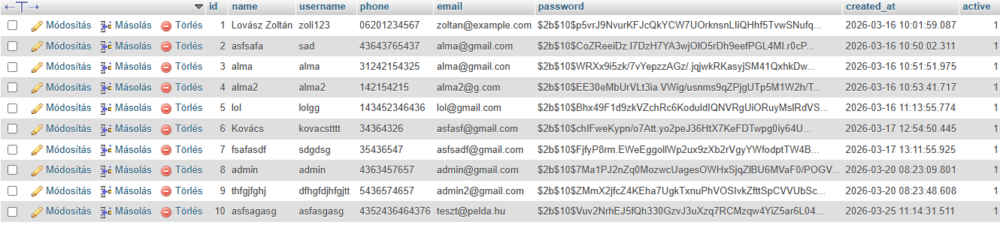 id name username phone email password created_at active
Módosítás Másolás Törlés 1 Lovász Zoltán zoli123 06201234567 zoltan@example.com $2b$10$p5vrJ9NvurKFJcQkYCW7UOrknsnLIiQHhf5TvwSNufq... 2026-03-16 10:01:59.087 1
Módosítás Másolás Törlés 2 asfsafa sad 43643765437 alma@gmail.com $2b$10$CoZReeiDz.I7DzH7YA3wjOIO5rDh9eefPGL4MI.r0cP... 2026-03-16 10:50:02.311 1
Módosítás Másolás Törlés 3 alma alma 31242154325 alma@gmail.con $2b$10$WRXx9i5zk/7vYepzzAGz/.jqjwkRKasyjSM41QxhkDw... 2026-03-16 10:51:51.975 1
Módosítás Másolás Törlés 4 alma2 alma2 142154215 alma2@g.com $2b$10$EE30eMbUrVLt3ia.VWig/usnms9qZPjgUTp5M1W2h/T... 2026-03-16 10:53:41.717 1
Módosítás Másolás Törlés 5 lol lolgg 143452346436 lol@gmail.com $2b$10$Bhx49F1d9zkVZchRc6KoduIdIQNVRgUiORuyMsIRdVS... 2026-03-16 11:13:55.774 1
Módosítás Másolás Törlés 6 Kovács kovacstttt 34364326 asfasf@gmail.com $2b$10$chIFweKypn/o7Att.yo2peJ36HtX7KeFDTwpg0iy64U... 2026-03-17 12:54:50.445 1
Módosítás Másolás Törlés 7 fsafasdf sdgdsg 35436547 asfsadf@gmail.com $2b$10$FjfyP8rm.EWeEggolIWp2ux9zXb2rVgyYWfodptTW4B... 2026-03-17 13:11:55.925 1
Módosítás Másolás Törlés 8 admin admin 4363457657 admin@gmail.com $2b$10$7Ma1PJ2nZq0MozwcUagesOWHxSjqZIBU6MVaF0/POGV... 2026-03-20 08:23:09.801 1
Módosítás Másolás Törlés 9 thfgjfghj dfhgfdjhfgjtt 5436574657 admin2@gmail.com $2b$10$ZMmX2jfcZ4KEha7UgkTxnuPhVOSIvkZfttSpCVVUbSc... 2026-03-20 08:23:48.608 1
Módosítás Másolás Törlés 10 asfsagasg asfasgasg 4352436464376 teszt@pelda.hu $2b$10$Vuv2NrhEJ5fQh330GzvJ3uXzq7RCMzqw4YiZ5ar6L04... 2026-03-25 11:14:31.511 1